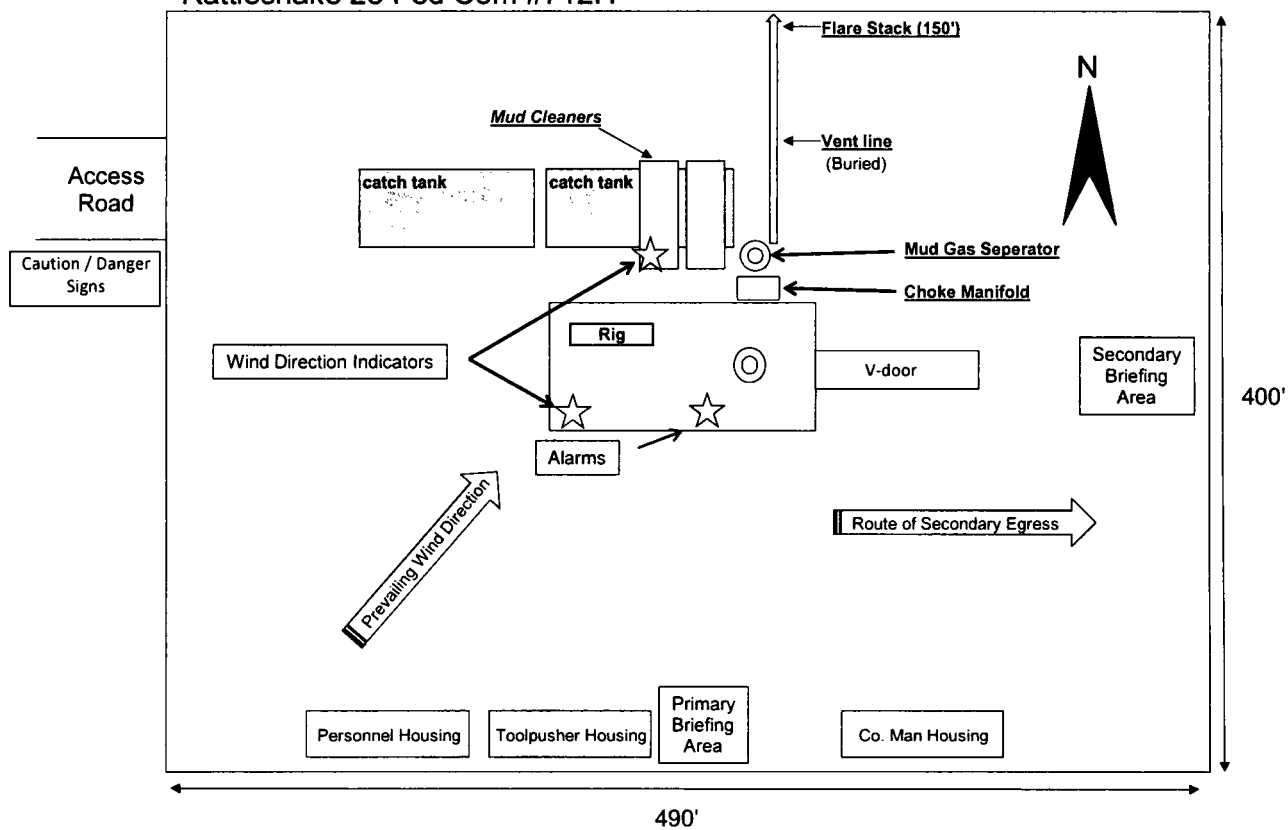 Flare Stack (150')
N
Mud Cleaners
Vent line
(Buried)
Access
Road
catch tank
catch tank
Caution / Danger
Signs
Mud Gas Seperator
Choke Manifold
Rig
Wind Direction Indicators
V-door
Secondary
Briefing
Area
400'
Alarms
Prevailing Wind Direction
Route of Secondary Egress
Primary
Briefing
Area
Personnel Housing
Toolpusher Housing
Co. Man Housing
490'